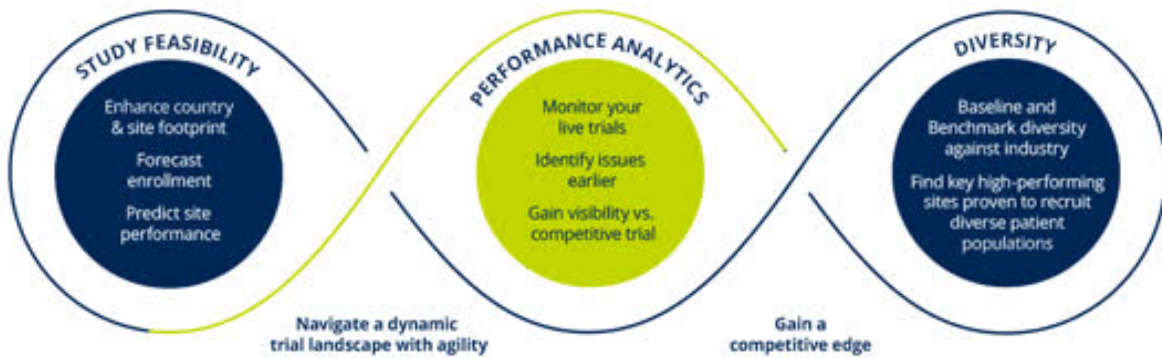 STUDY FEASIBILITY
Enhance country
& site footprint
Forecast
enrollment
Predict site
performance
Navigate a dynamic
trial landscape with agility
PERFORMANCE ANALYTICS
Monitor your
live trials
Identify issues
earlier
Gain visibility vs.
competitive trial
Gain a
competitive edge
DIVERSITY
Baseline and
Benchmark diversity
against industry
Find key high-performing
sites proven to recruit
diverse patient
populations